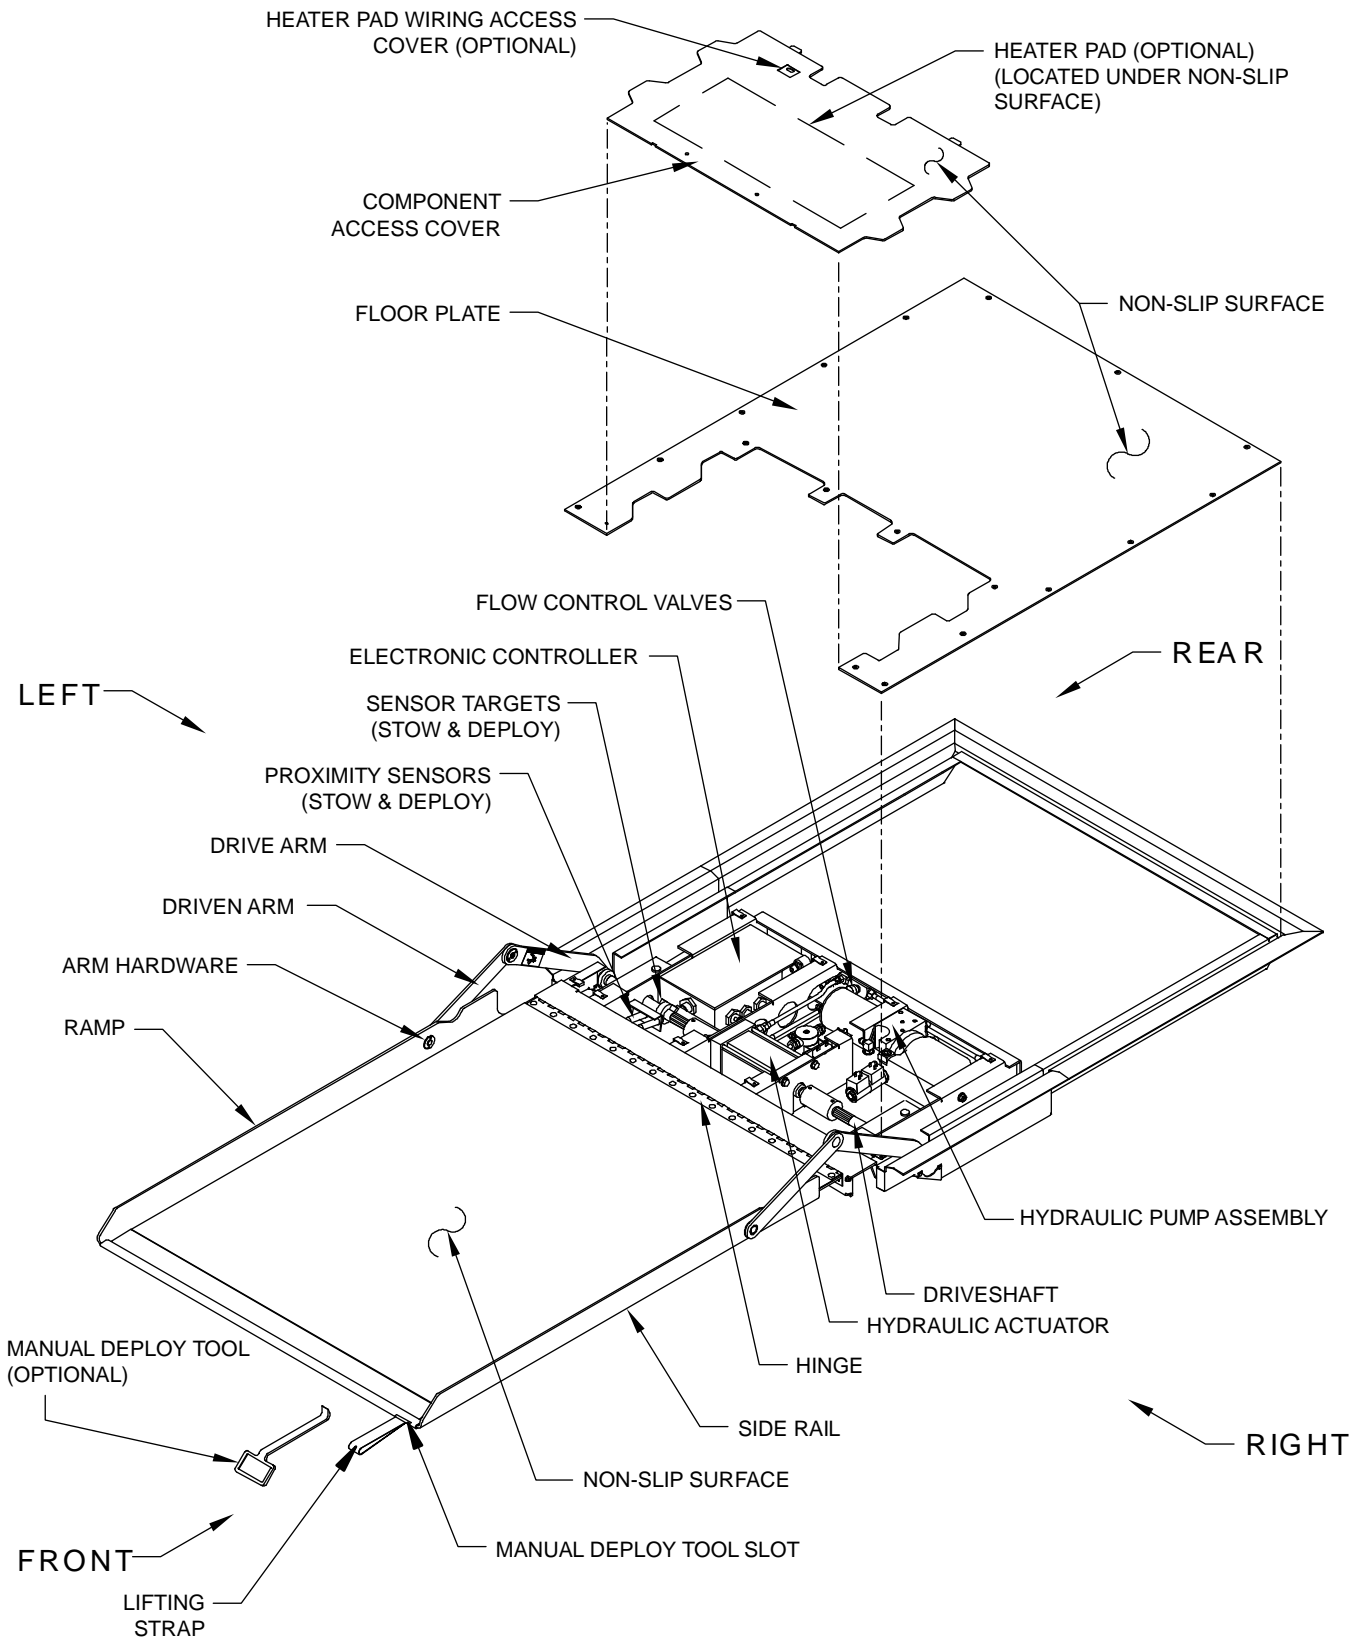 HEATER PAD WIRING ACCESS
COVER (OPTIONAL)
HEATER PAD (OPTIONAL)
(LOCATED UNDER NON-SLIP
SURFACE)
COMPONENT
ACCESS COVER
FLOOR PLATE
NON-SLIP SURFACE
FLOW CONTROL VALVES
ELECTRONIC CONTROLLER
REAR
LEFT
SENSOR TARGETS
(STOW & DEPLOY)
PROXIMITY SENSORS
(STOW & DEPLOY)
DRIVE ARM
DRIVEN ARM
ARM HARDWARE
RAMP
HYDRAULIC PUMP ASSEMBLY
DRIVESHAFT
HYDRAULIC ACTUATOR
HINGE
MANUAL DEPLOY TOOL
(OPTIONAL)
SIDE RAIL
RIGHT
NON-SLIP SURFACE
MANUAL DEPLOY TOOL SLOT
FRONT
LIFTING
STRAP